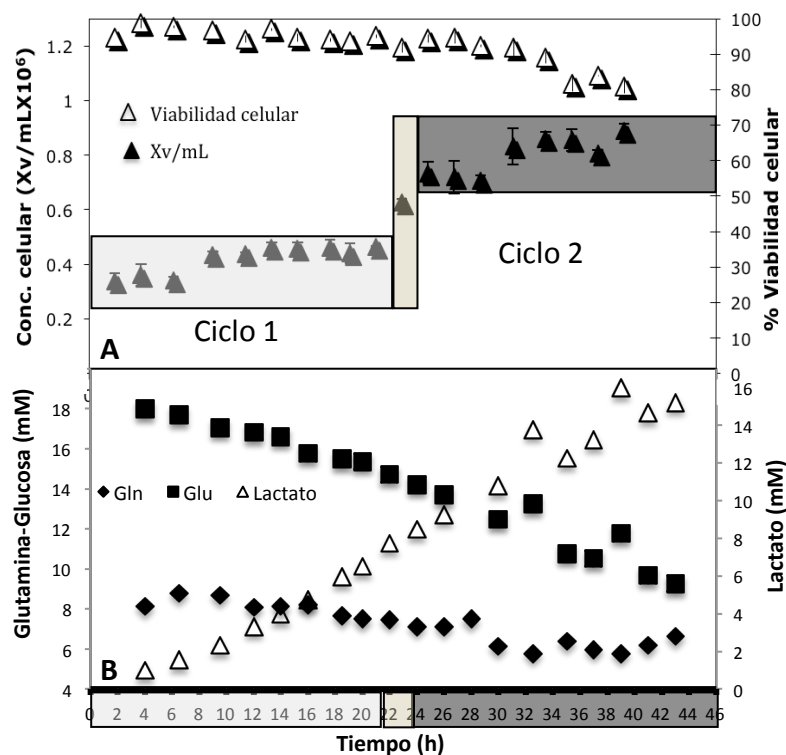 Conc. celular (Xv/mLX10⁶)
1.2
1
0.8
0.6
0.4
0.2
Viabilidad celular
Xv/mL
Ciclo 1
Ciclo 2
A
% Viabilidad celular
100
90
80
70
60
50
40
30
20
10
0
Glutamina-Glucosa (mM)
18
16
14
12
10
8
6
4
Gln Glu Lactato
B
Lactato (mM)
16
14
12
10
8
6
4
2
0
0 2 4 6 8 10 12 14 16 18 20 21 22 24 26 28 30 32 34 36 38 40 42 44 46
Tiempo (h)